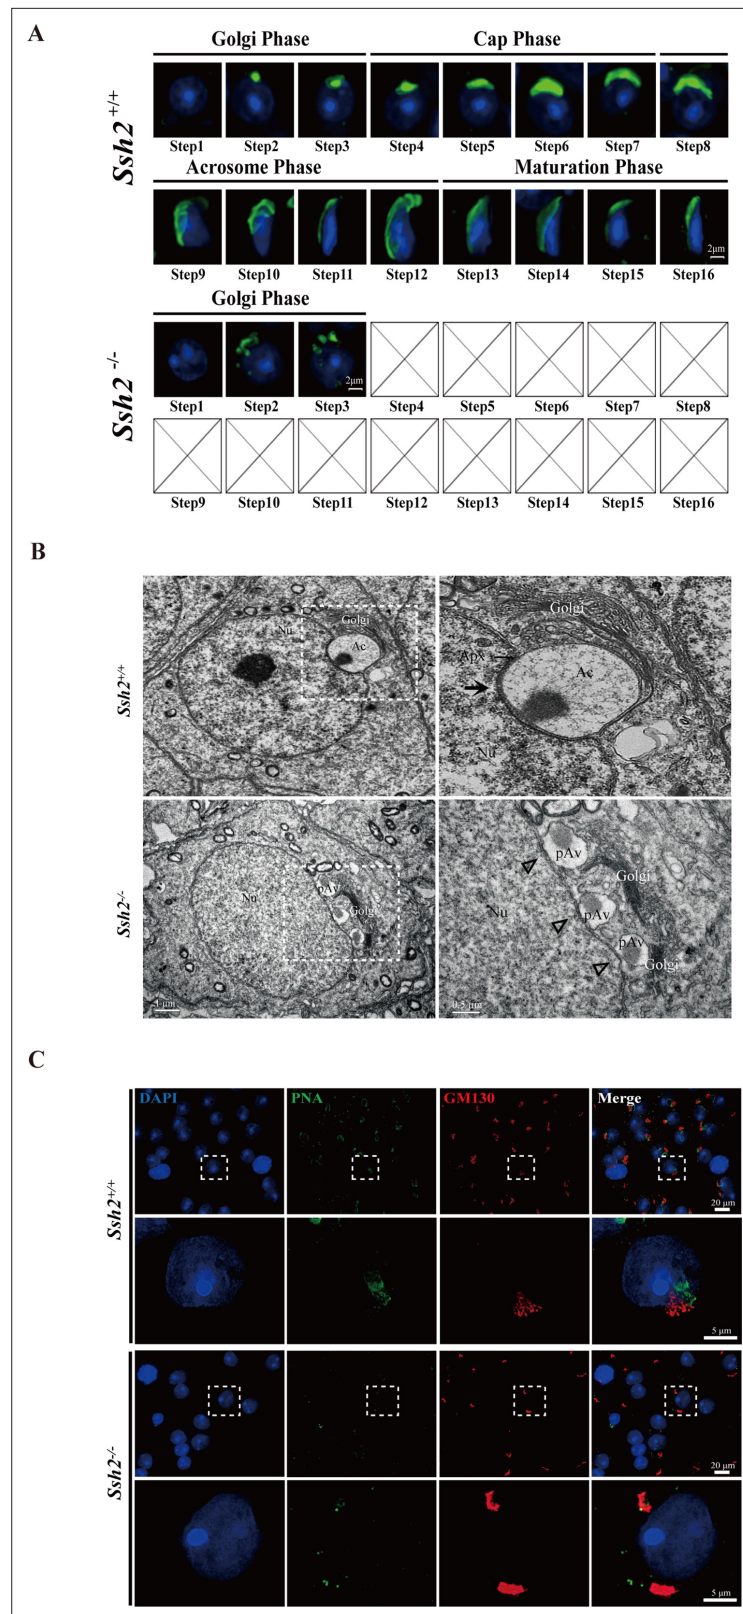 A
Golgi Phase Cap Phase
Ssh2+/+
Step1 Step2 Step3 Step4 Step5 Step6 Step7 Step8
Acrosome Phase Maturation Phase
2μm
Step9 Step10 Step11 Step12 Step13 Step14 Step15 Step16
Golgi Phase
Ssh2-/-
2μm
Step1 Step2 Step3 Step4 Step5 Step6 Step7 Step8
Step9 Step10 Step11 Step12 Step13 Step14 Step15 Step16
B
Ssh2+/+
Nu Golgi Ac
Golgi
Apx Ac
Nu
Ssh2-/-
Nu pAv Golgi
1 μm
pAv
Golgi
Nu pAv
pAv
Golgi
0.5 μm
C
DAPI PNA GM130 Merge
Ssh2+/+
20 μm
5 μm
Ssh2-/-
20 μm
5 μm